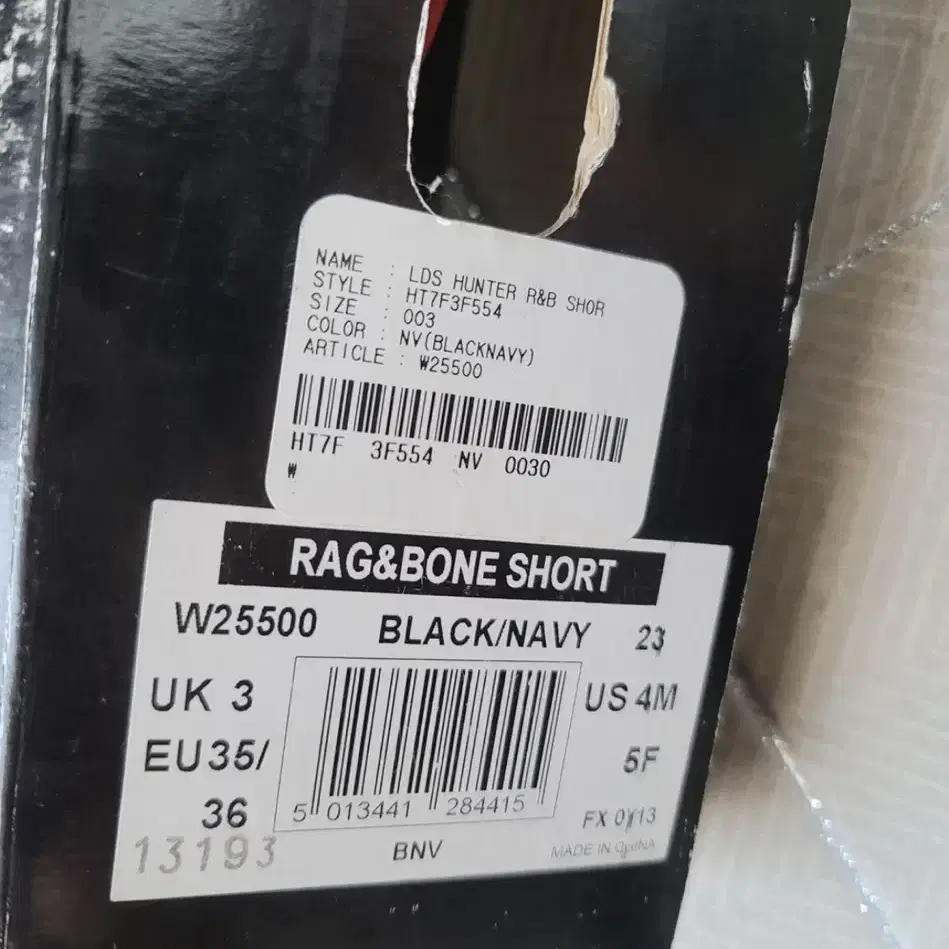 NAME : LDS HUNTER R&B SHOR
STYLE : HT7F3F554
SIZE : 003
COLOR : NV(BLACKNAVY)
ARTICLE : W25500
HT7F 3F554 NV 0030
W
RAG&BONE SHORT
W25500 BLACK/NAVY 23
UK 3 US 4M
EU35/ 5F
36
5 013441 284415
FX 01/13
13193 BNV MADE IN CHINA